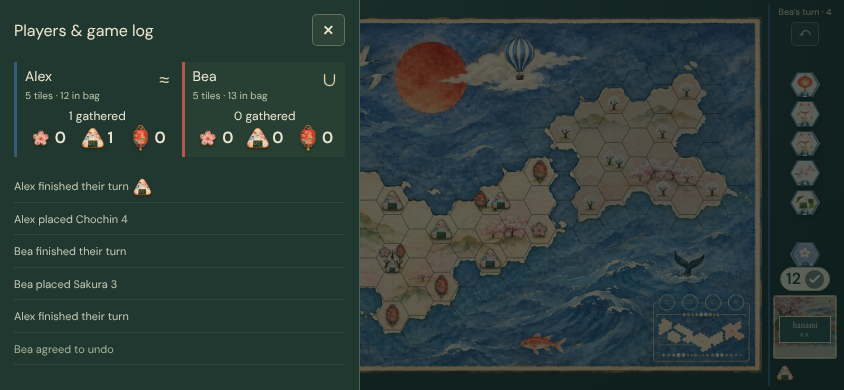 Players & game log
Alex
5 tiles · 12 in bag
1 gathered
0 1 0
Bea
5 tiles · 13 in bag
0 gathered
0 0 0
Alex finished their turn
Alex placed Chochin 4
Bea finished their turn
Bea placed Sakura 3
Alex finished their turn
Bea agreed to undo
Bea's turn · 4
12
hanami